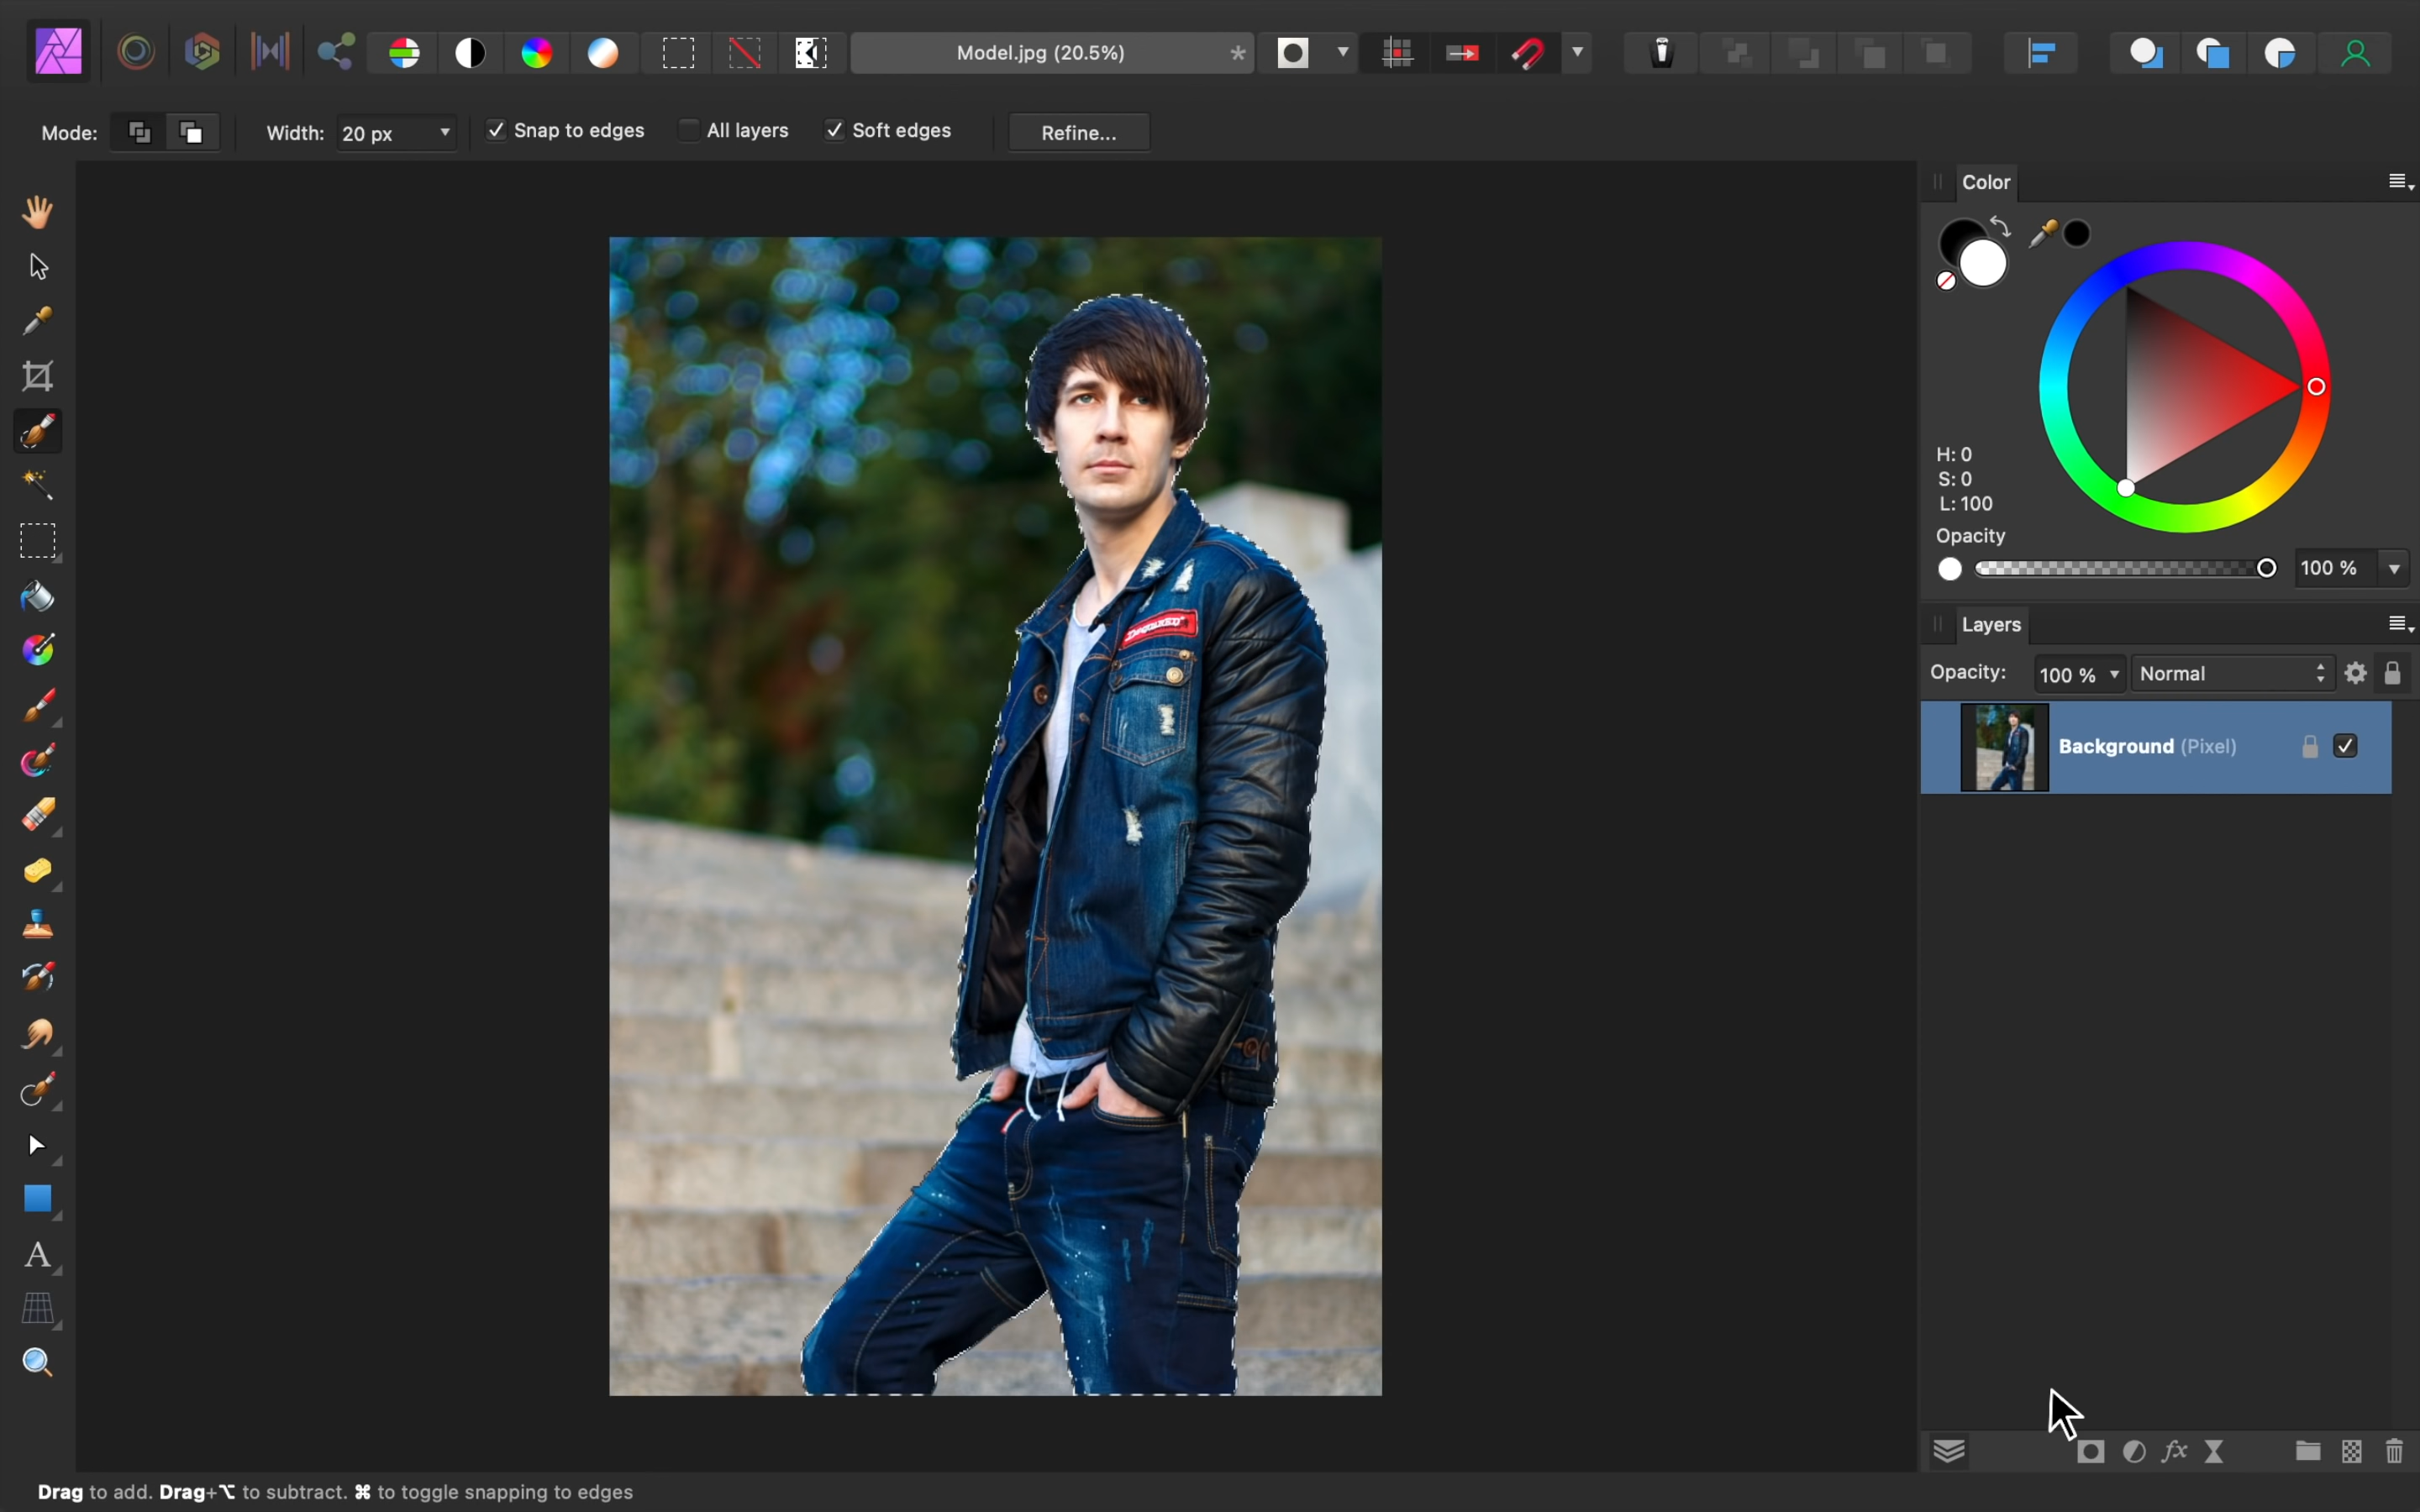 Model.jpg (20.5%)
*
Mode:
Width: 20 px
Snap to edges
All layers
Soft edges
Refine...
Color
H: 0
S: 0
L: 100
Opacity
100 %
Layers
Opacity: 100 % Normal
Background (Pixel)
fx
A
Drag to add. Drag+⌥ to subtract. ⌘ to toggle snapping to edges